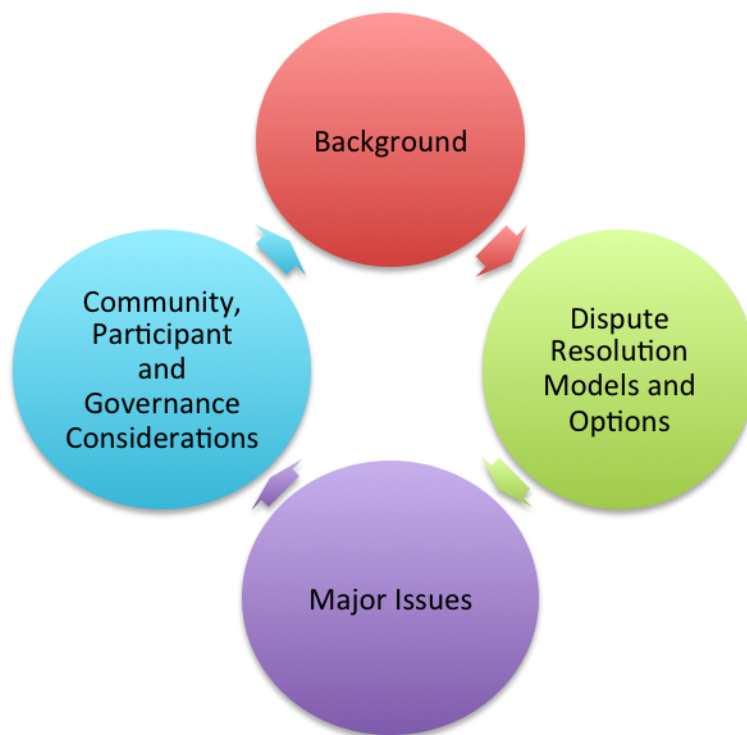 Background
Community,
Participant
and
Governance
Considerations
Dispute
Resolution
Models and
Options
Major Issues